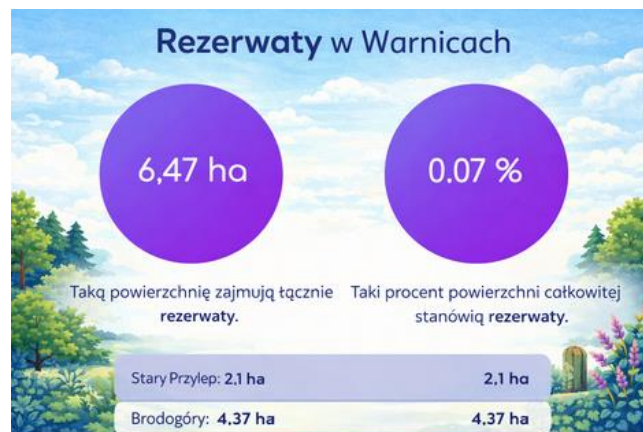 Rezerwaty w Warnicach
6,47 ha
0.07 %
Taką powierzchnię zajmują łącznie
rezerwaty.
Taki procent powierzchni całkowitej
stanówią rezerwaty.
Stary Przylep: 2,1 ha 2,1 ha
Brodogóry: 4,37 ha 4,37 ha